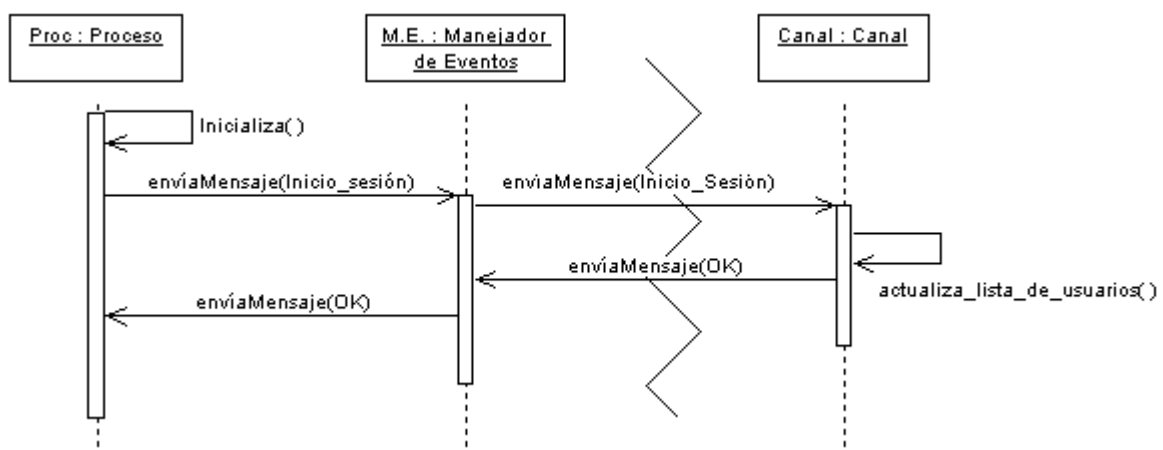 Proc : Proceso
M.E. : Manejador
de Eventos
Canal : Canal
Inicializa()
envíaMensaje(Inicio_sesión)
envíaMensaje(Inicio_Sesión)
envíaMensaje(OK)
actualiza_lista_de_usuarios()
envíaMensaje(OK)